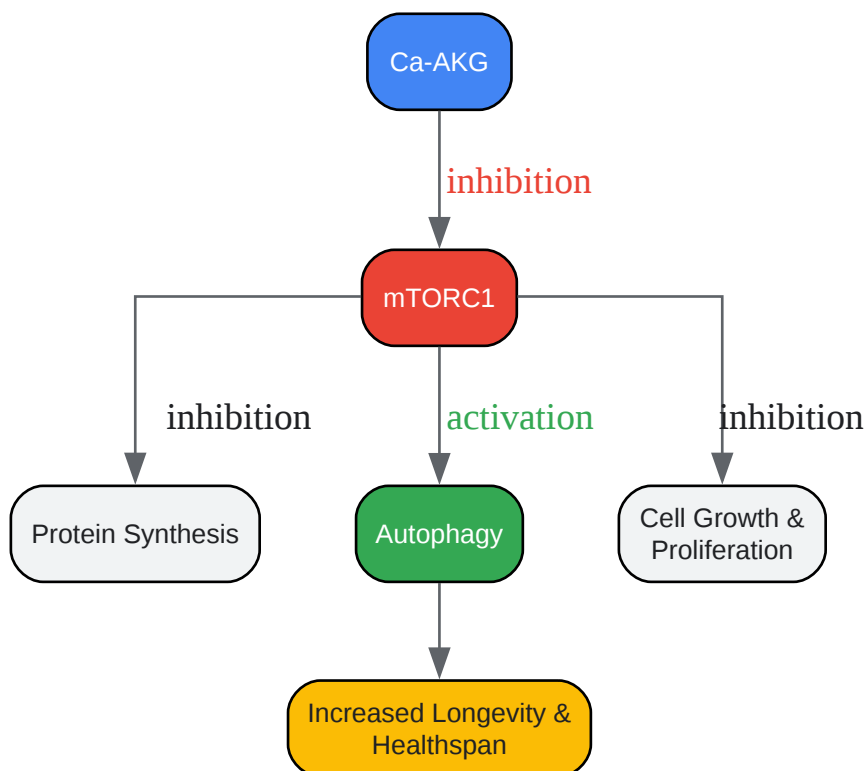 Ca-AKG
inhibition
mTORC1
inhibition
activation
inhibition
Protein Synthesis
Autophagy
Cell Growth &
Proliferation
Increased Longevity &
Healthspan